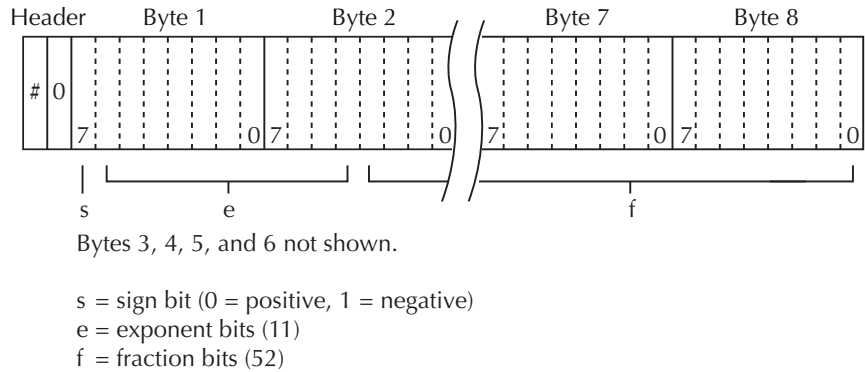 Header Byte 1 Byte 2 Byte 7 Byte 8
# 0
7 0 7 0 7 0 7 0
s e f
Bytes 3, 4, 5, and 6 not shown.
s = sign bit (0 = positive, 1 = negative)
e = exponent bits (11)
f = fraction bits (52)